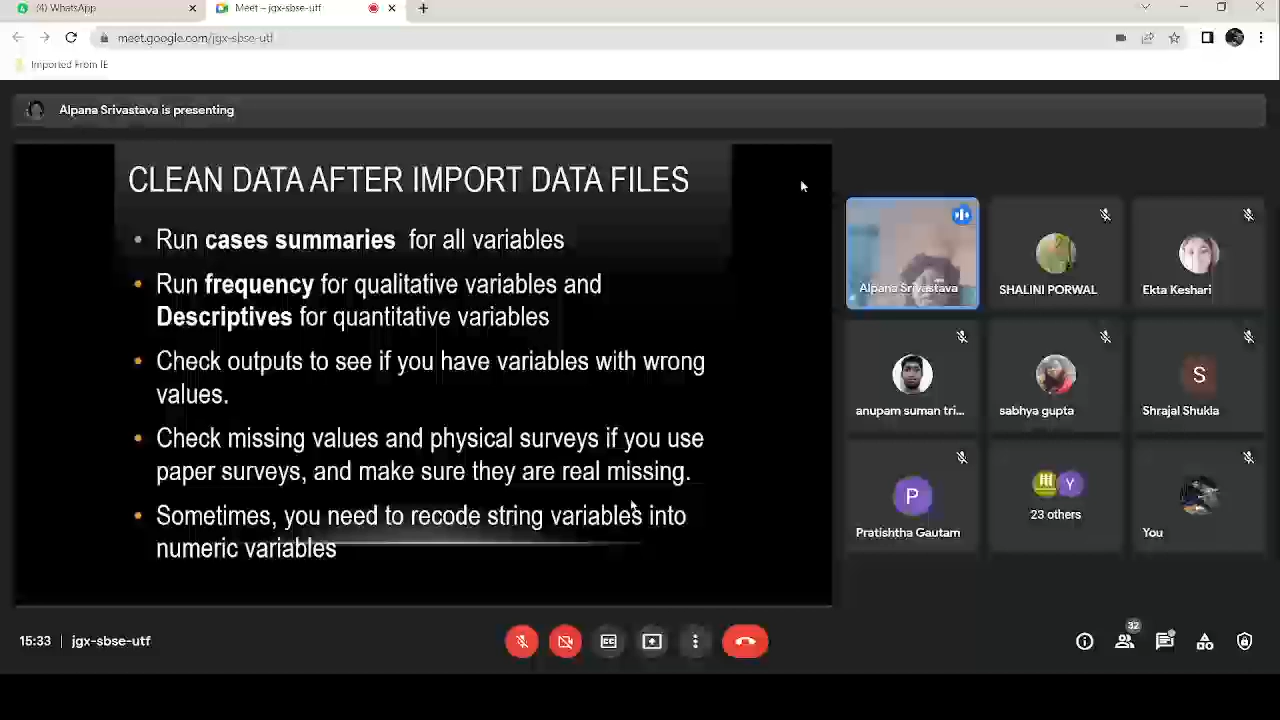 (4) WhatsApp
Meet – jgx-sbse-utf
meet.google.com/jgx-sbse-utf
Imported From IE
Alpana Srivastava is presenting
CLEAN DATA AFTER IMPORT DATA FILES
• Run cases summaries for all variables
• Run frequency for qualitative variables and
Descriptives for quantitative variables
• Check outputs to see if you have variables with wrong
values.
• Check missing values and physical surveys if you use
paper surveys, and make sure they are real missing.
• Sometimes, you need to recode string variables into
numeric variables
Alpana Srivastava
SHALINI PORWAL
Ekta Keshari
anupam suman tri...
sabhya gupta
S
Shrajal Shukla
P
Pratishtha Gautam
Y
23 others
You
15:33 | jgx-sbse-utf
CC
32